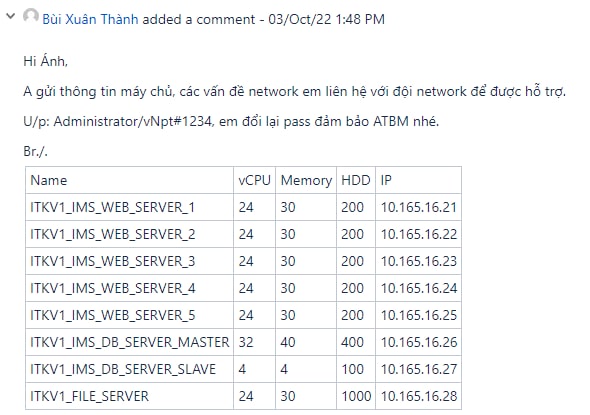 Bùi Xuân Thành added a comment - 03/Oct/22 1:48 PM
Hi Ánh,
A gửi thông tin máy chủ, các vấn đề network em liên hệ với đội network để được hỗ trợ.
U/p: Administrator/vNpt#1234, em đổi lại pass đảm bảo ATBM nhé.
Br./.
Name vCPU Memory HDD IP
ITKV1_IMS_WEB_SERVER_1 24 30 200 10.165.16.21
ITKV1_IMS_WEB_SERVER_2 24 30 200 10.165.16.22
ITKV1_IMS_WEB_SERVER_3 24 30 200 10.165.16.23
ITKV1_IMS_WEB_SERVER_4 24 30 200 10.165.16.24
ITKV1_IMS_WEB_SERVER_5 24 30 200 10.165.16.25
ITKV1_IMS_DB_SERVER_MASTER 32 40 400 10.165.16.26
ITKV1_IMS_DB_SERVER_SLAVE 4 4 100 10.165.16.27
ITKV1_FILE_SERVER 24 30 1000 10.165.16.28